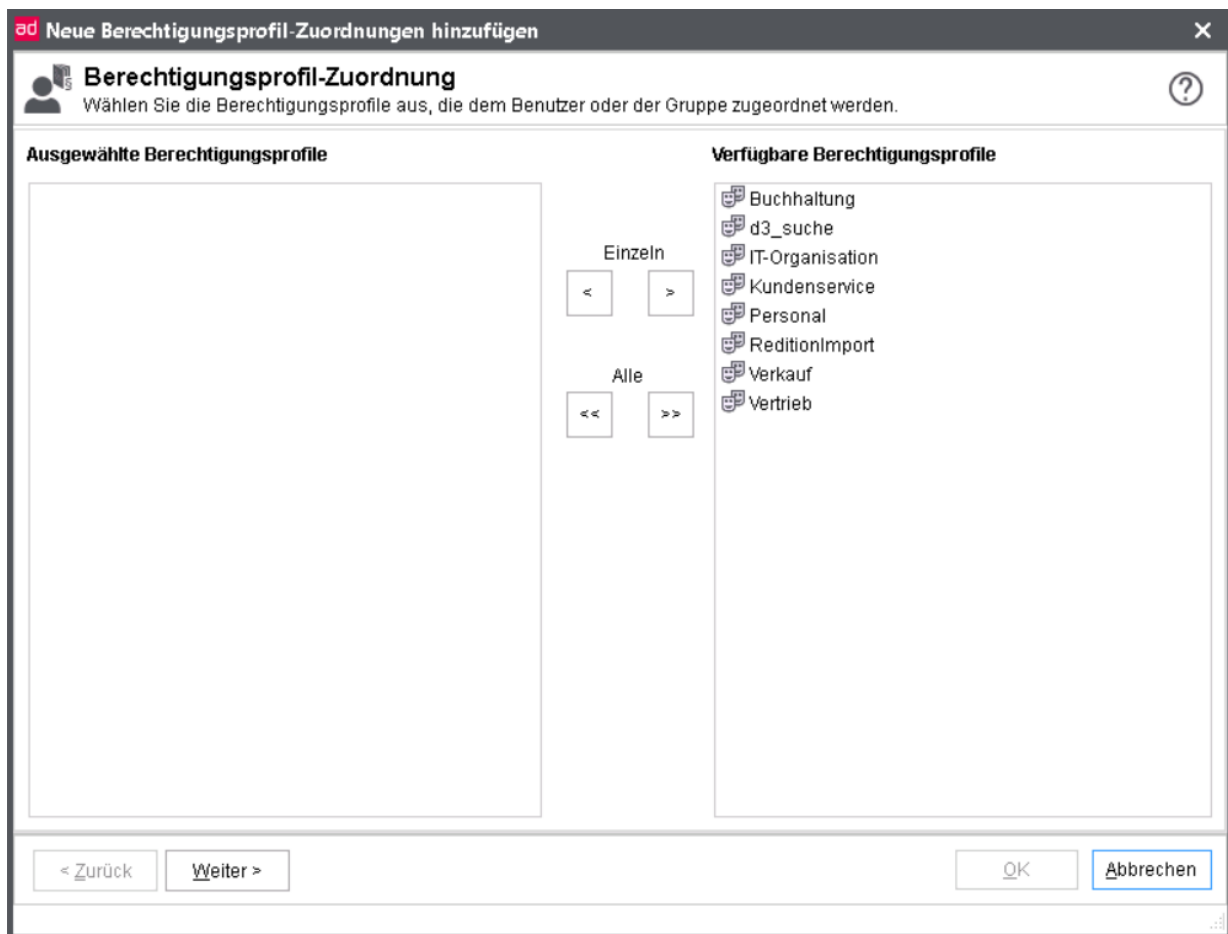 ad Neue Berechtigungsprofil-Zuordnungen hinzufügen
Berechtigungsprofil-Zuordnung
Wählen Sie die Berechtigungsprofile aus, die dem Benutzer oder der Gruppe zugeordnet werden.
Ausgewählte Berechtigungsprofile
Einzeln
< >
Alle
<< >>
Verfügbare Berechtigungsprofile
Buchhaltung
d3_suche
IT-Organisation
Kundenservice
Personal
ReditionImport
Verkauf
Vertrieb
< Zurück Weiter > OK Abbrechen